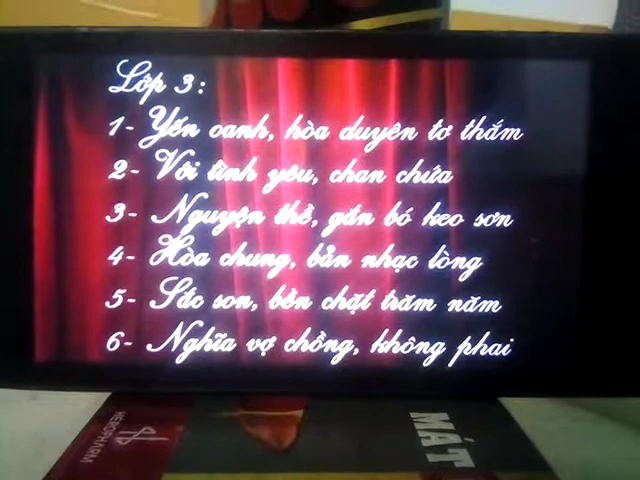 Lớp 3:
1- Yến oanh, hòa duyên tơ thắm
2- Với tình yêu, chan chứa
3- Nguyện thề, gắn bó keo sơn
4- Hòa chung, bản nhạc lòng
5- Sắc son, bền chặt trăm năm
6- Nghĩa vợ chồng, không phai
HEROPHARM
MÁT